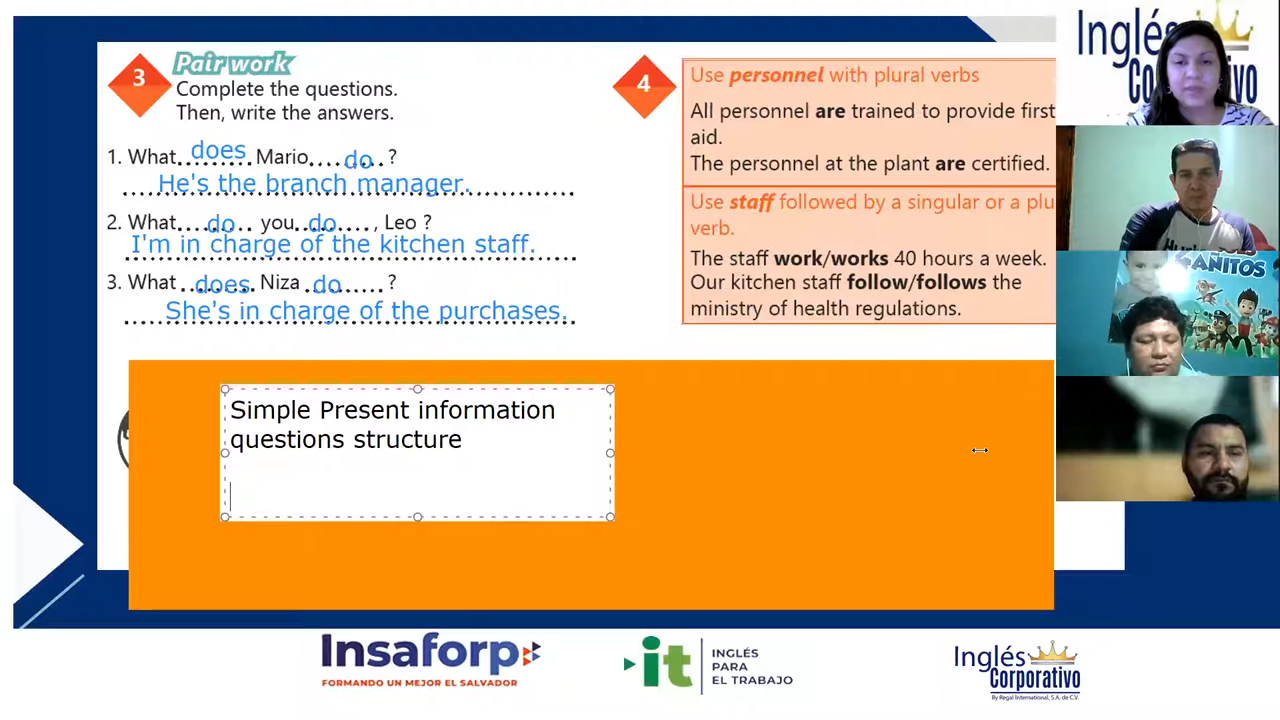 3
Pair work
Complete the questions.
Then, write the answers.
1. What does Mario do ?
He's the branch manager.
2. What do you do , Leo ?
I'm in charge of the kitchen staff.
3. What does Niza do ?
She's in charge of the purchases.
4
Use personnel with plural verbs
All personnel are trained to provide first
aid.
The personnel at the plant are certified.
Use staff followed by a singular or a plu
verb.
The staff work/works 40 hours a week.
Our kitchen staff follow/follows the
ministry of health regulations.
Simple Present information
questions structure
Inglés
Corporativo
GAÑITOS
Insaforp
FORMANDO UN MEJOR EL SALVADOR
it
INGLÉS
PARA
EL TRABAJO
Inglés
Corporativo
By Regal International, S.A. de C.V.